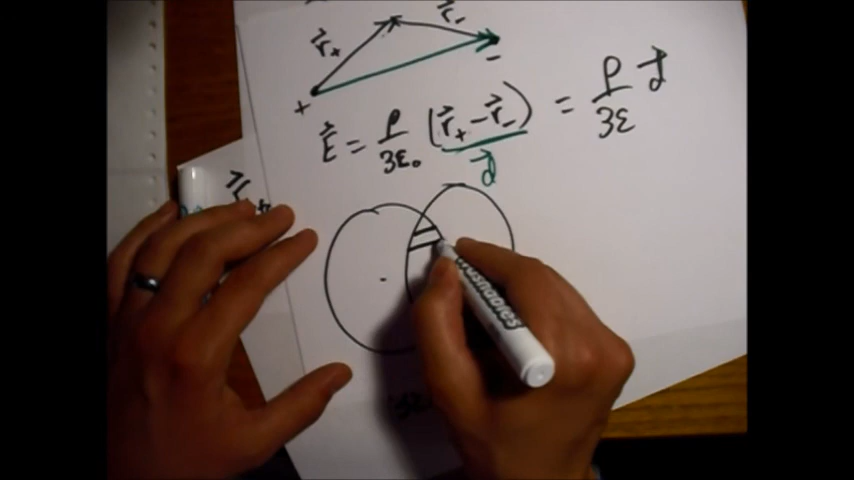 r⃗₊ r⃗₋
+ -
E⃗ = ρ/3ε₀ (r⃗₊ - r⃗₋) = ρ/3ε d⃗
d⃗